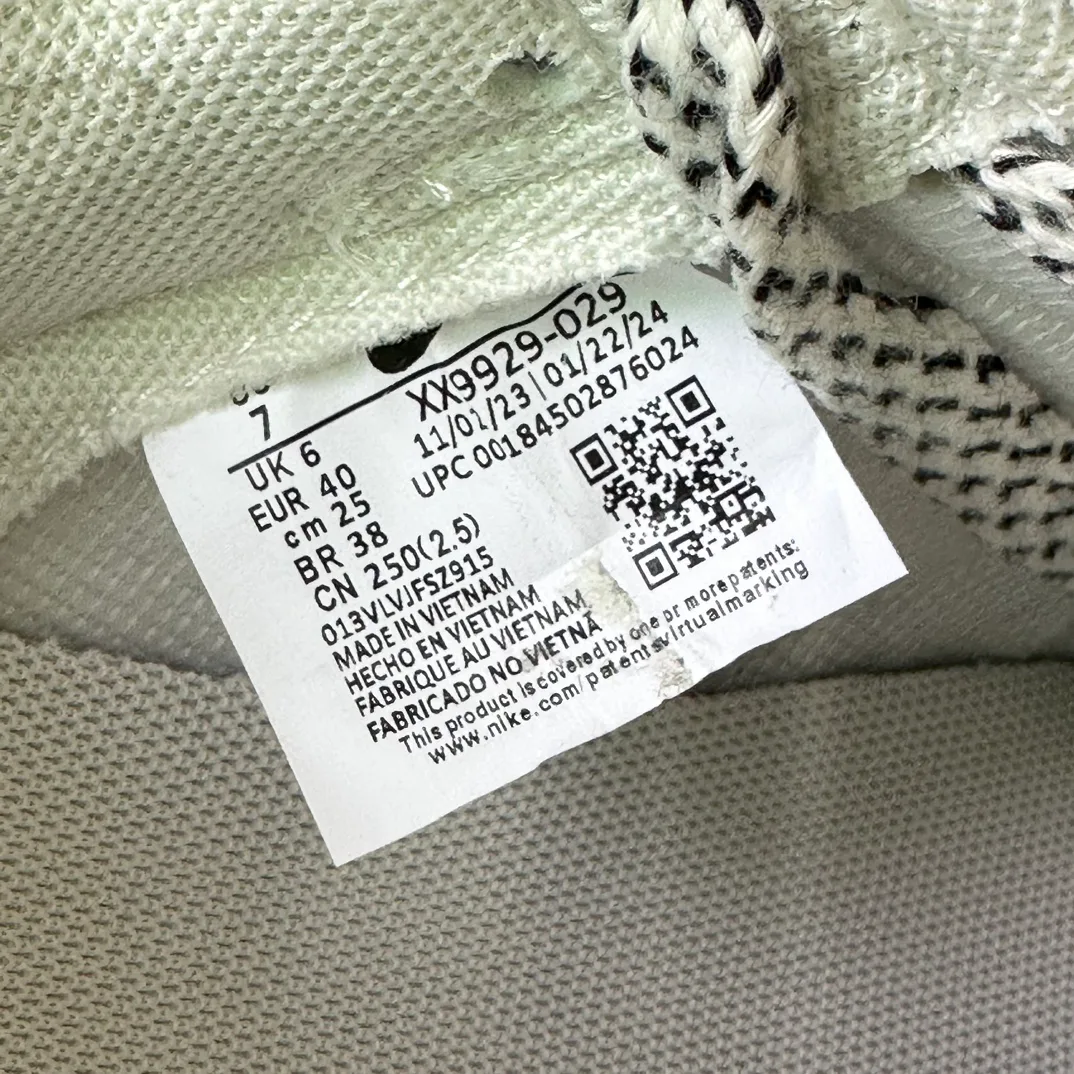 7
UK 6
EUR 40
cm 25
BR 38
CN 250(2.5)
XX9929-029
11/01/23 | 01/22/24
UPC 00184502876024
013VLVJFSZ915
MADE IN VIETNAM
HECHO EN VIETNAM
FABRIQUE AU VIETNAM
FABRICADO NO VIETNÃ
This product is covered by one or more patents:
www.nike.com/patentsvirtualmarking